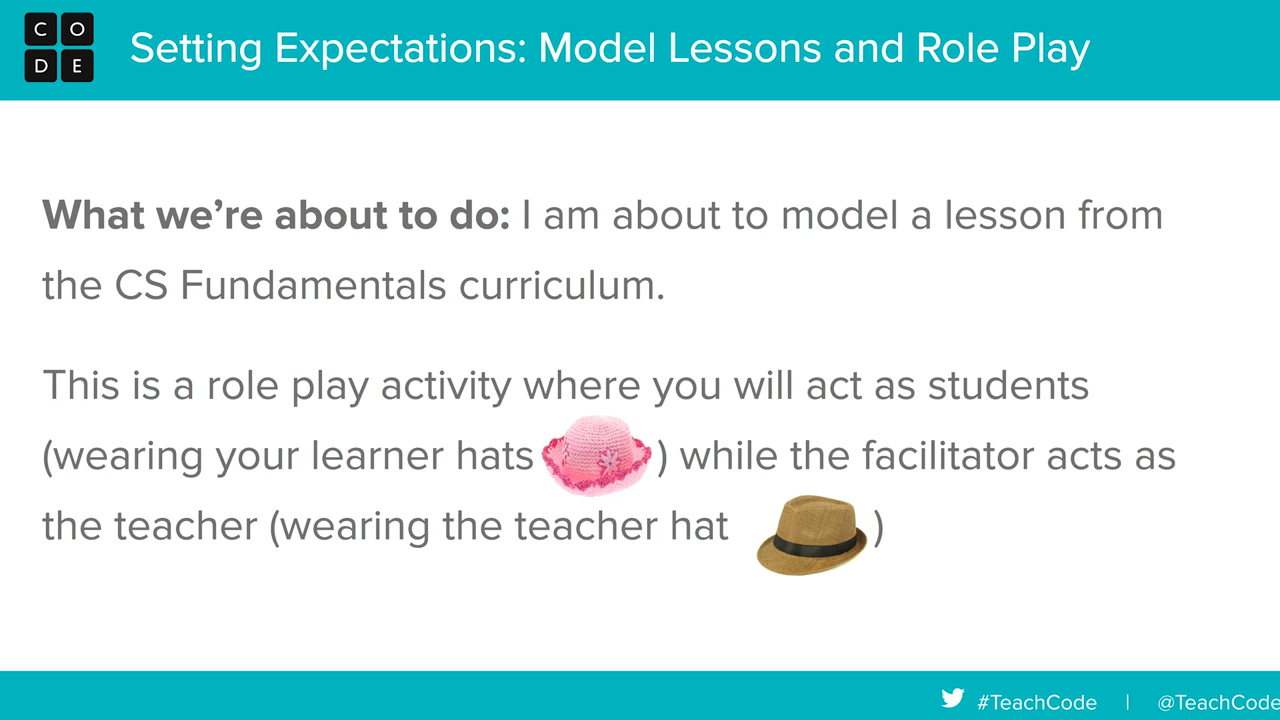 CO
DE
Setting Expectations: Model Lessons and Role Play
What we’re about to do: I am about to model a lesson from
the CS Fundamentals curriculum.
This is a role play activity where you will act as students
(wearing your learner hats ) while the facilitator acts as
the teacher (wearing the teacher hat )
#TeachCode | @TeachCode